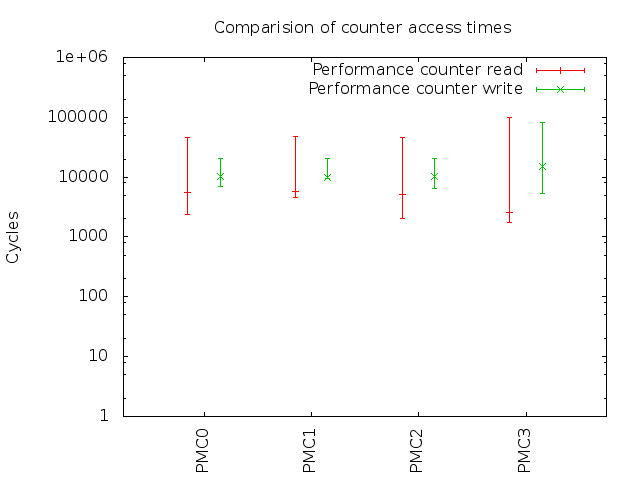 Comparision of counter access times
1e+06
100000
10000
1000
100
10
1
Cycles
Performance counter read
Performance counter write
PMC0
PMC1
PMC2
PMC3